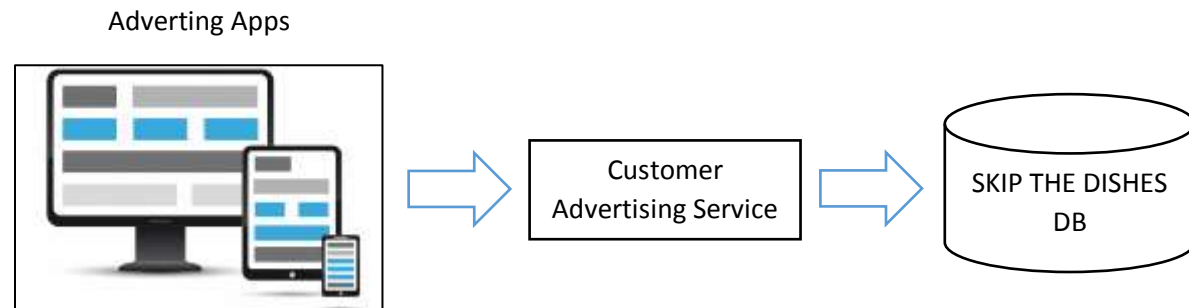 Adverting Apps
Customer
Advertising Service
SKIP THE DISHES
DB